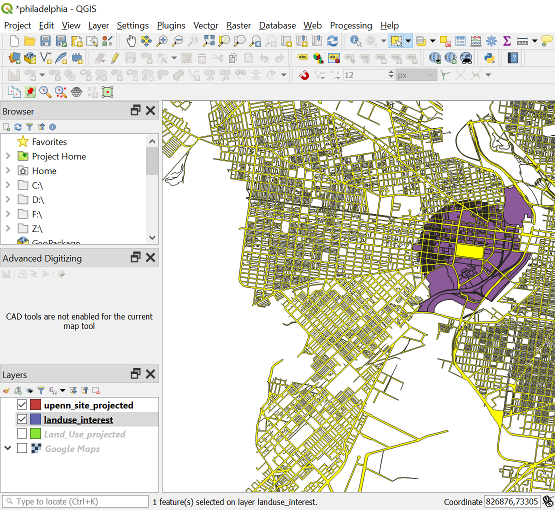 *philadelphia - QGIS
Project Edit View Layer Settings Plugins Vector Raster Database Web Processing Help
12 px
Browser
Favorites
Project Home
Home
C:\
D:\
F:\
Z:\
GeoPackage
Advanced Digitizing
CAD tools are not enabled for the current
map tool
Layers
upenn_site_projected
landuse_interest
Land_Use_projected
Google Maps
Type to locate (Ctrl+K) 1 feature(s) selected on layer landuse_interest. Coordinate 826876,73305